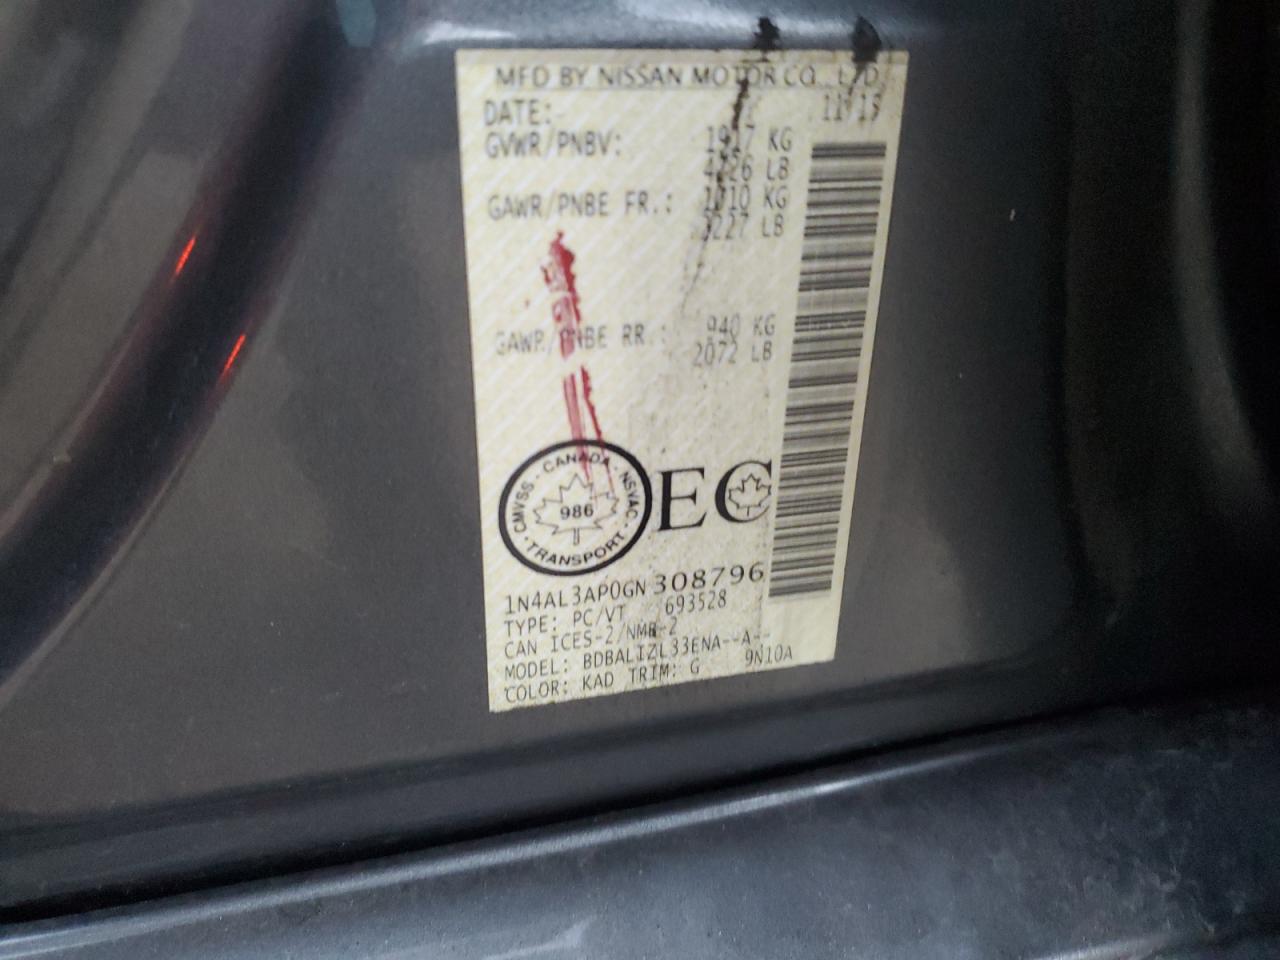 MFD BY NISSAN MOTOR CO., LTD.
DATE: 11/15
GVWR/PNBV: 1917 KG
4226 LB
GAWR/PNBE FR.: 1010 KG
2227 LB
GAWR/PNBE RR.: 940 KG
2072 LB
CMVSS · CANADA · NSVAC · TRANSPORT
986
EC
1N4AL3AP0GN308796
TYPE: PC/VT 693528
CAN ICES-2/NMB-2
MODEL: BDBALIZL33ENA--A--
COLOR: KAD TRIM: G 9N10A